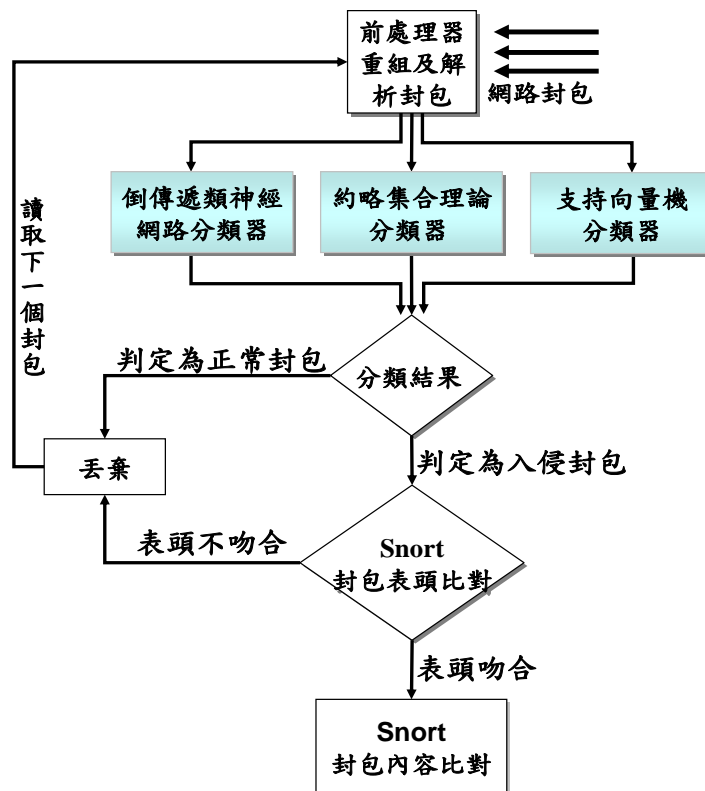 前處理器
重組及解
析封包
網路封包
倒傳遞類神經
網路分類器
約略集合理論
分類器
支持向量機
分類器
讀取下一個封包
分類結果
判定為正常封包
丟棄
判定為入侵封包
表頭不吻合
Snort
封包表頭比對
表頭吻合
Snort
封包內容比對